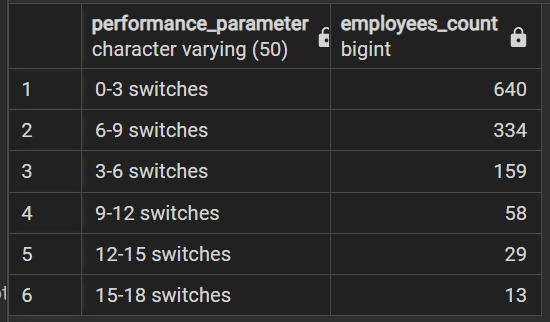 performance_parameter employees_count
character varying (50) bigint
1 0-3 switches 640
2 6-9 switches 334
3 3-6 switches 159
4 9-12 switches 58
5 12-15 switches 29
6 15-18 switches 13